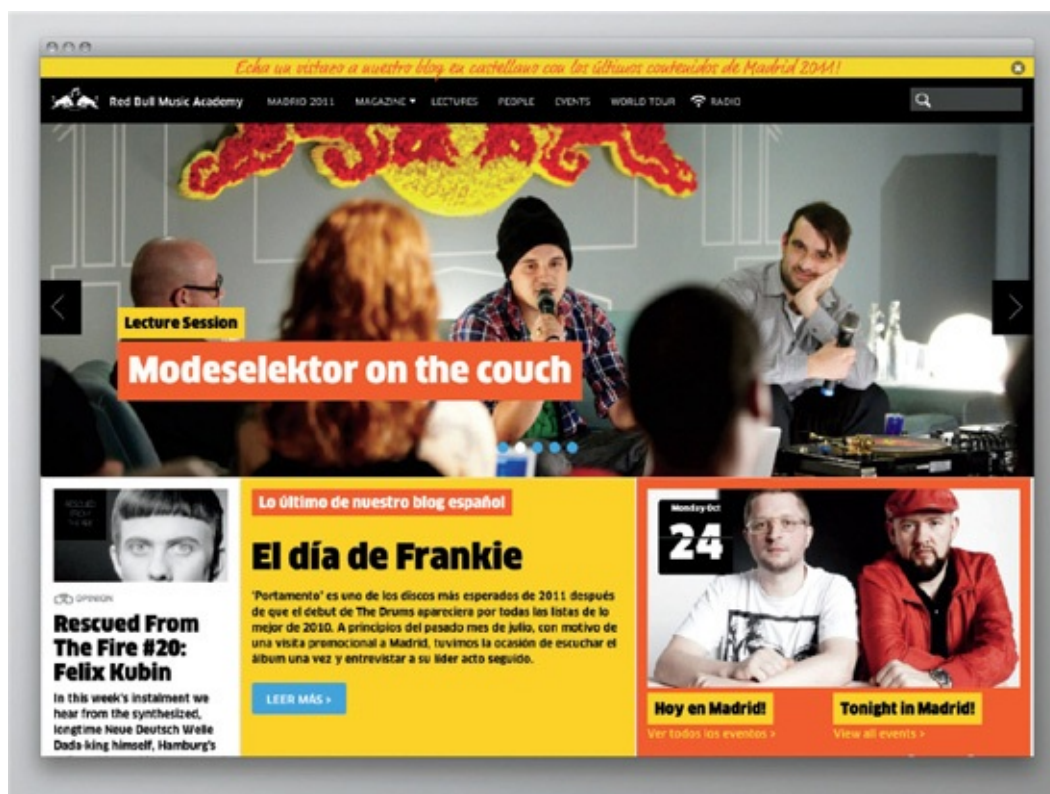 Echa un vistazo a nuestro blog en castellano con los últimos contenidos de Madrid 2011!
Red Bull Music Academy
MADRID 2011
MAGAZINE
LECTURES
PEOPLE
EVENTS
WORLD TOUR
RADIO
Lecture Session
Modeselektor on the couch
RESCUED
FROM
THE FIRE
OPINION
Rescued From
The Fire #20:
Felix Kubin
In this week's instalment we
hear from the synthesized,
longtime Neue Deutsch Welle
Dada-king himself, Hamburg's
Lo último de nuestro blog español
El día de Frankie
'Portamento' es uno de los discos más esperados de 2011 después
de que el debut de The Drums apareciera por todas las listas de lo
mejor de 2010. A principios del pasado mes de julio, con motivo de
una visita promocional a Madrid, tuvimos la ocasión de escuchar el
álbum una vez y entrevistar a su líder acto seguido.
LEER MÁS >
Monday Oct
24
Hoy en Madrid!
Ver todos los eventos >
Tonight in Madrid!
View all events >